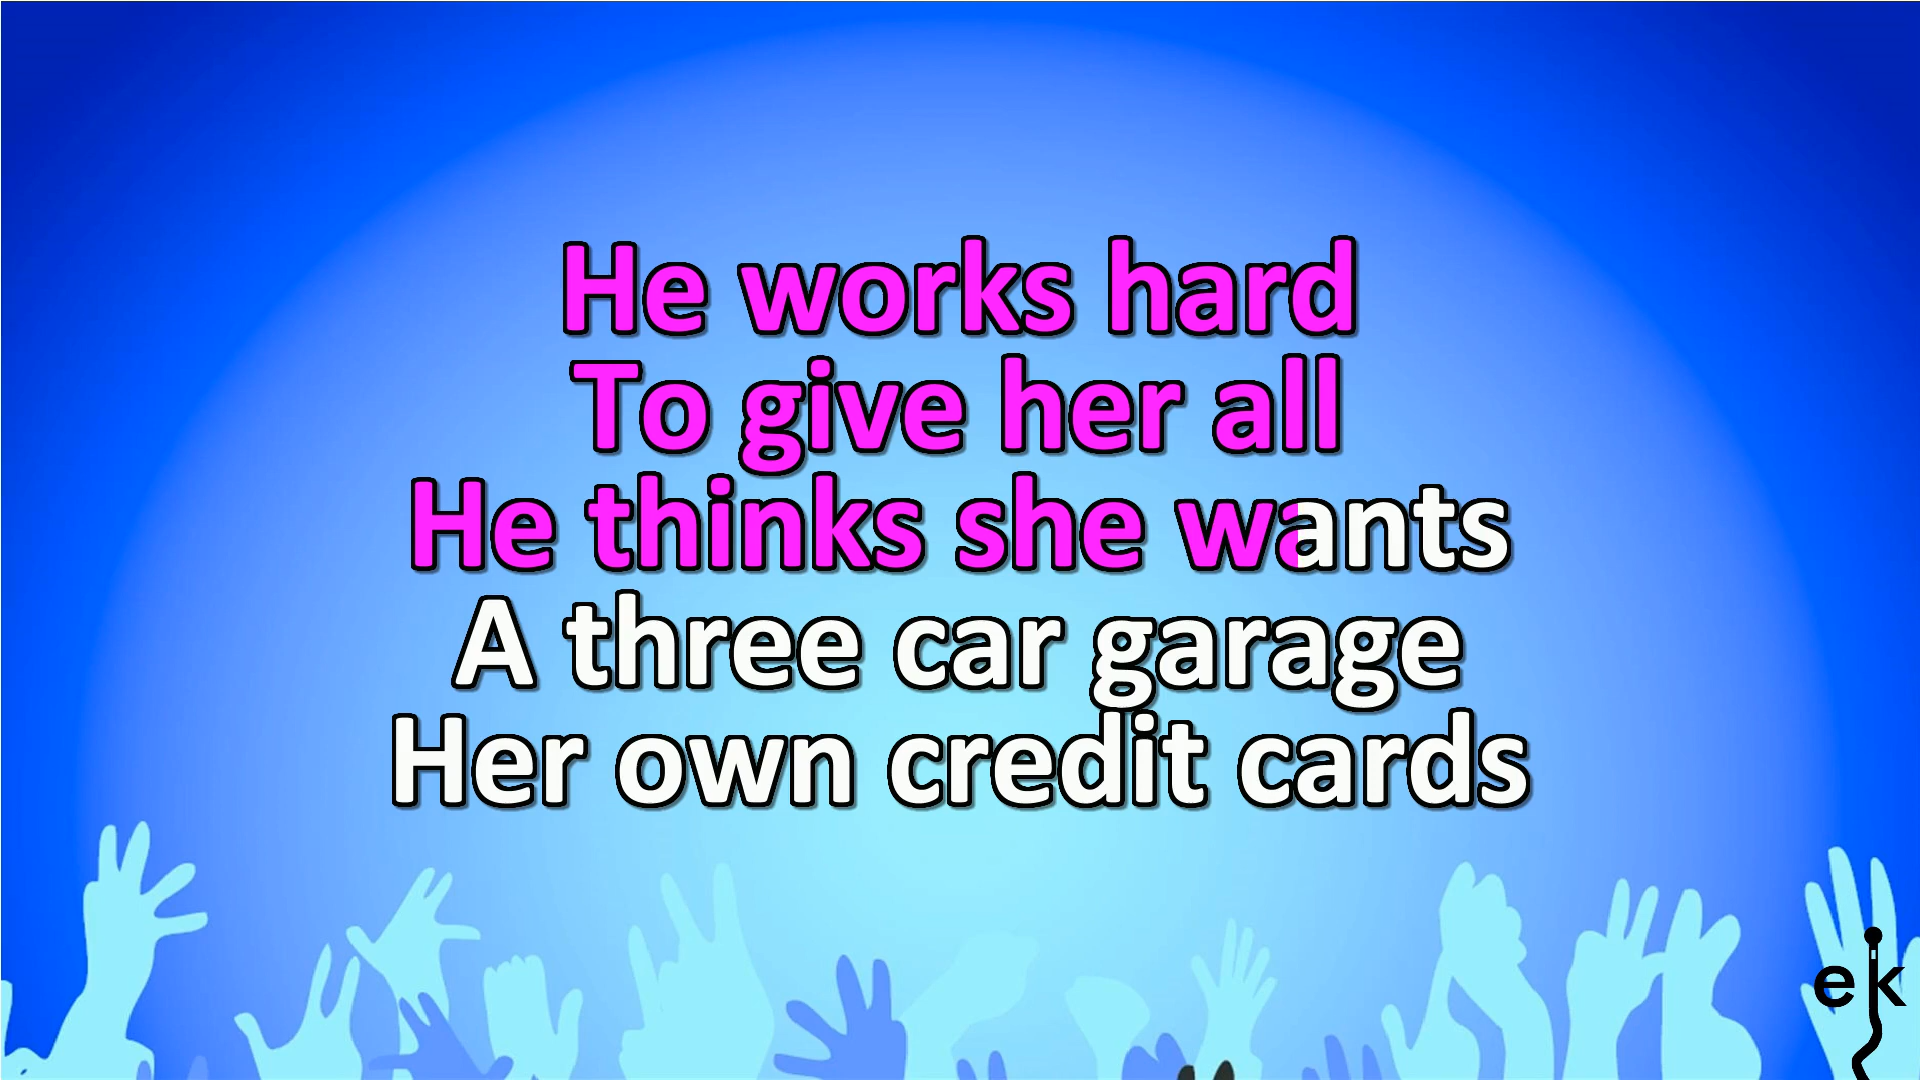 He works hard
To give her all
He thinks she wants
A three car garage
Her own credit cards
ek